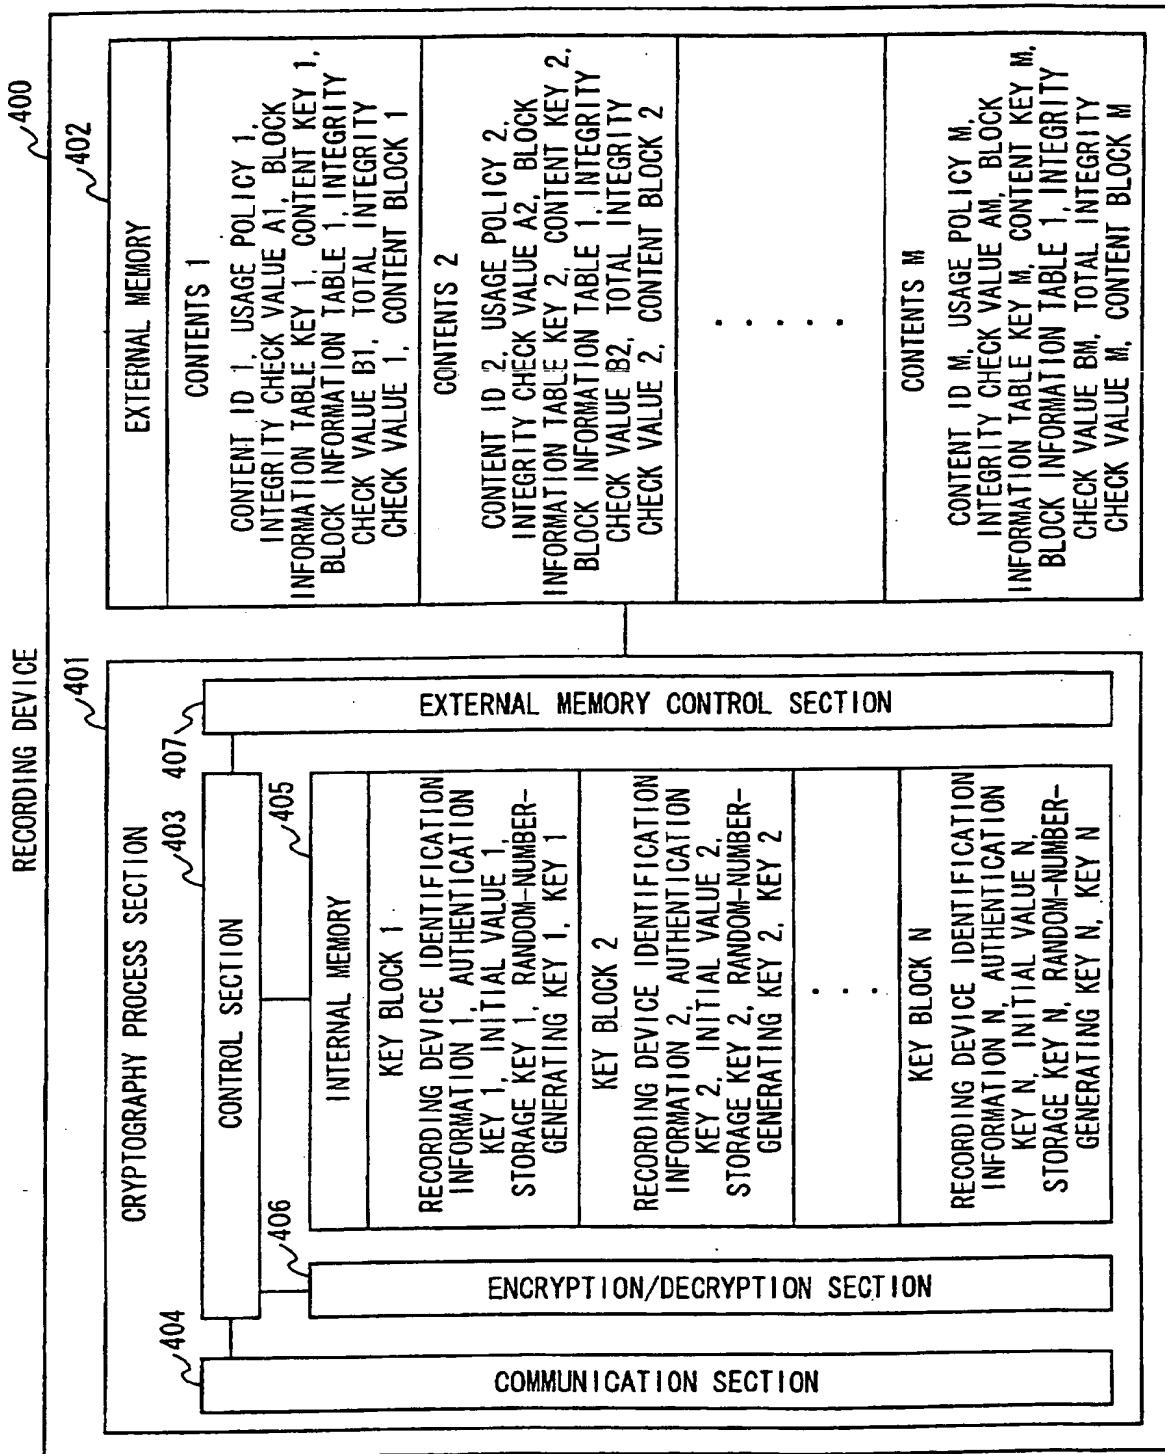 RECORDING DEVICE
400
401
CRYPTOGRAPHY PROCESS SECTION
403
CONTROL SECTION
404
COMMUNICATION SECTION
406
ENCRYPTION/DECRYPTION SECTION
405
INTERNAL MEMORY
KEY BLOCK 1
RECORDING DEVICE IDENTIFICATION
INFORMATION 1, AUTHENTICATION
KEY 1, INITIAL VALUE 1,
STORAGE KEY 1, RANDOM-NUMBER-
GENERATING KEY 1, KEY 1
KEY BLOCK 2
RECORDING DEVICE IDENTIFICATION
INFORMATION 2, AUTHENTICATION
KEY 2, INITIAL VALUE 2,
STORAGE KEY 2, RANDOM-NUMBER-
GENERATING KEY 2, KEY 2
. . .
KEY BLOCK N
RECORDING DEVICE IDENTIFICATION
INFORMATION N, AUTHENTICATION
KEY N, INITIAL VALUE N,
STORAGE KEY N, RANDOM-NUMBER-
GENERATING KEY N, KEY N
407
EXTERNAL MEMORY CONTROL SECTION
402
EXTERNAL MEMORY
CONTENTS 1
CONTENT ID 1, USAGE POLICY 1,
INTEGRITY CHECK VALUE A1, BLOCK
INFORMATION TABLE KEY 1, CONTENT KEY 1,
BLOCK INFORMATION TABLE 1, INTEGRITY
CHECK VALUE B1, TOTAL INTEGRITY
CHECK VALUE 1, CONTENT BLOCK 1
CONTENTS 2
CONTENT ID 2, USAGE POLICY 2,
INTEGRITY CHECK VALUE A2, BLOCK
INFORMATION TABLE KEY 2, CONTENT KEY 2,
BLOCK INFORMATION TABLE 1, INTEGRITY
CHECK VALUE B2, TOTAL INTEGRITY
CHECK VALUE 2, CONTENT BLOCK 2
. . . . .
CONTENTS M
CONTENT ID M, USAGE POLICY M,
INTEGRITY CHECK VALUE AM, BLOCK
INFORMATION TABLE KEY M, CONTENT KEY M,
BLOCK INFORMATION TABLE 1, INTEGRITY
CHECK VALUE BM, TOTAL INTEGRITY
CHECK VALUE M, CONTENT BLOCK M